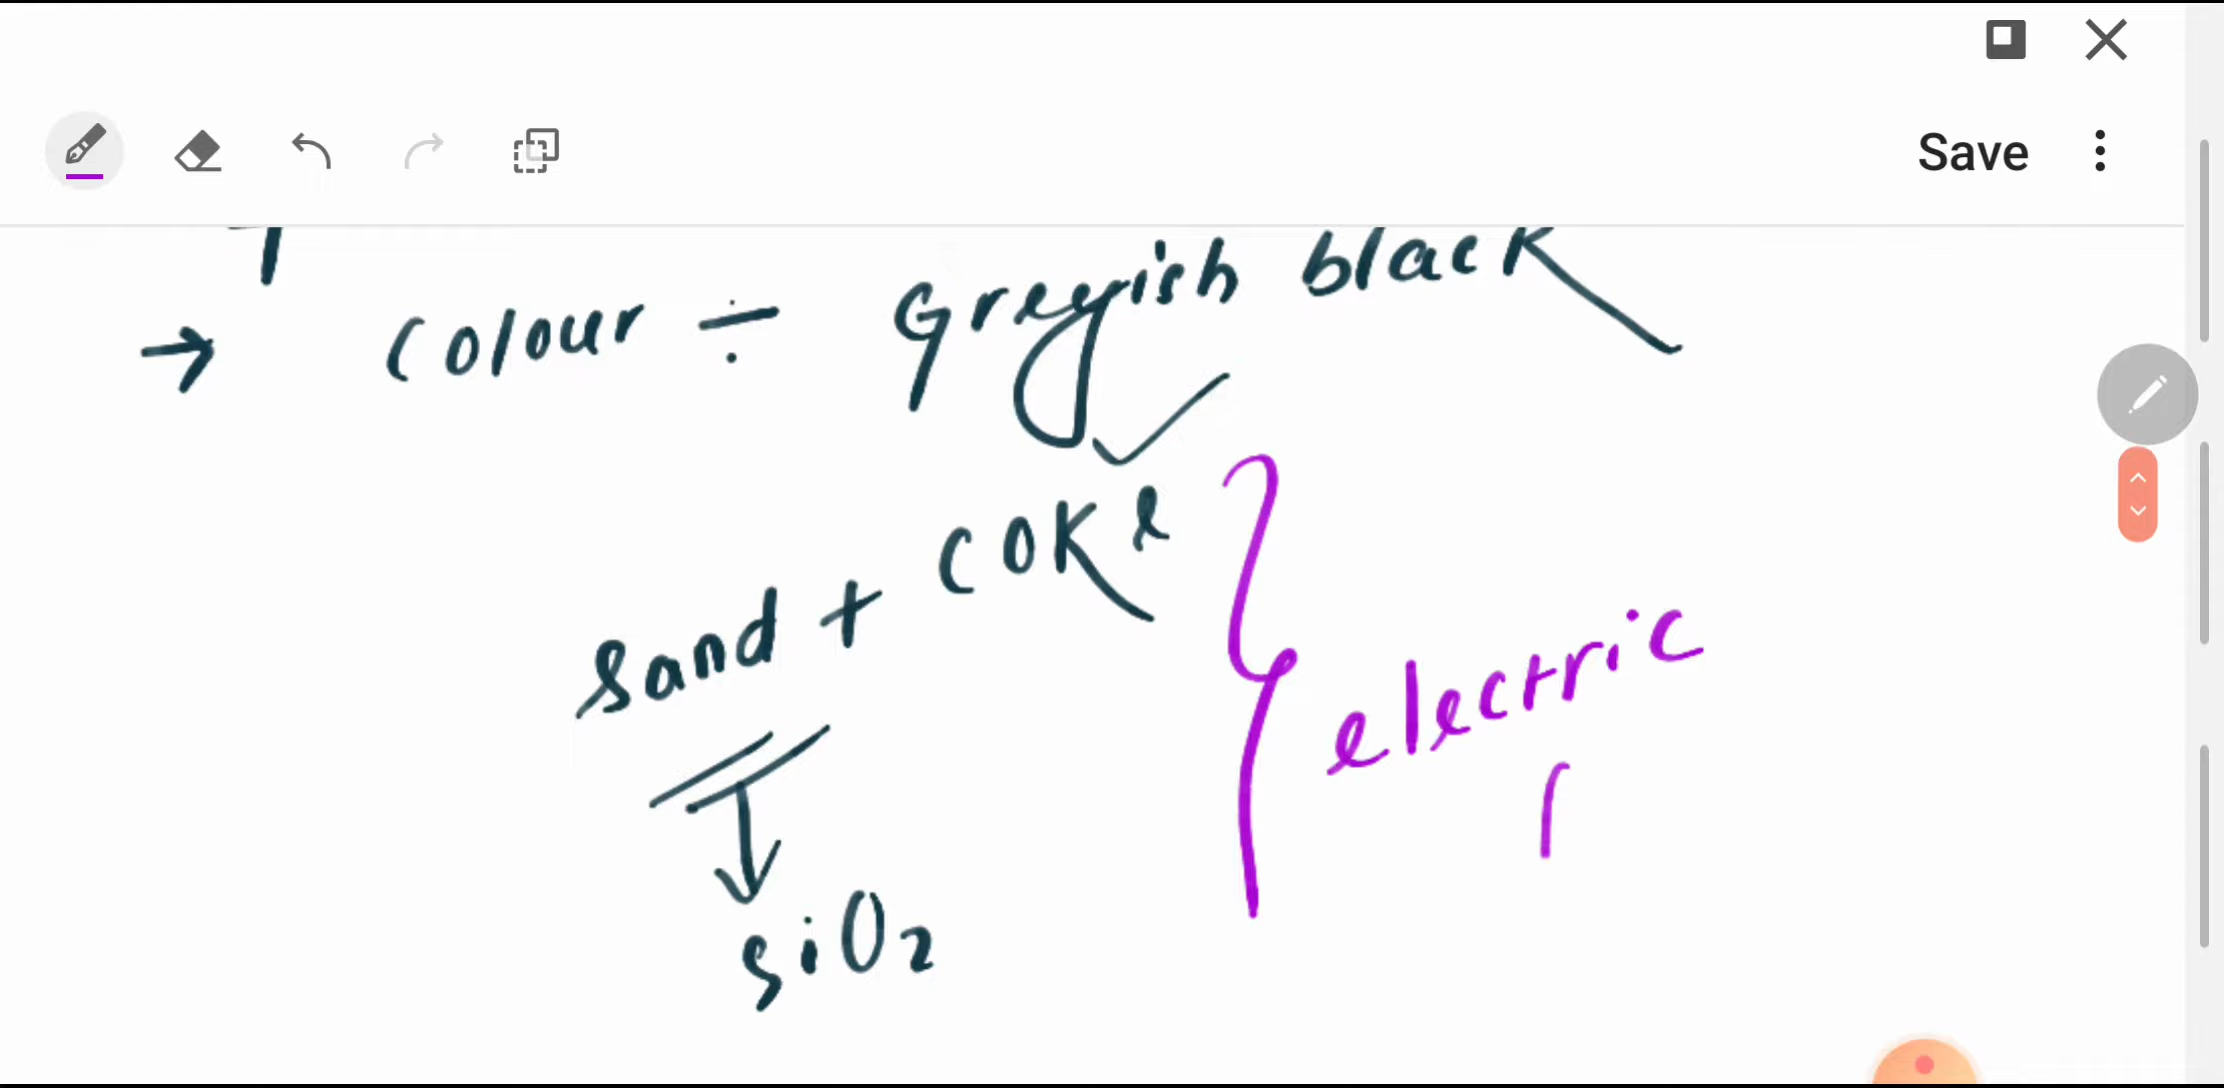 Save
→ Colour ÷ Greyish black
Sand + COKe
electric
SiO2